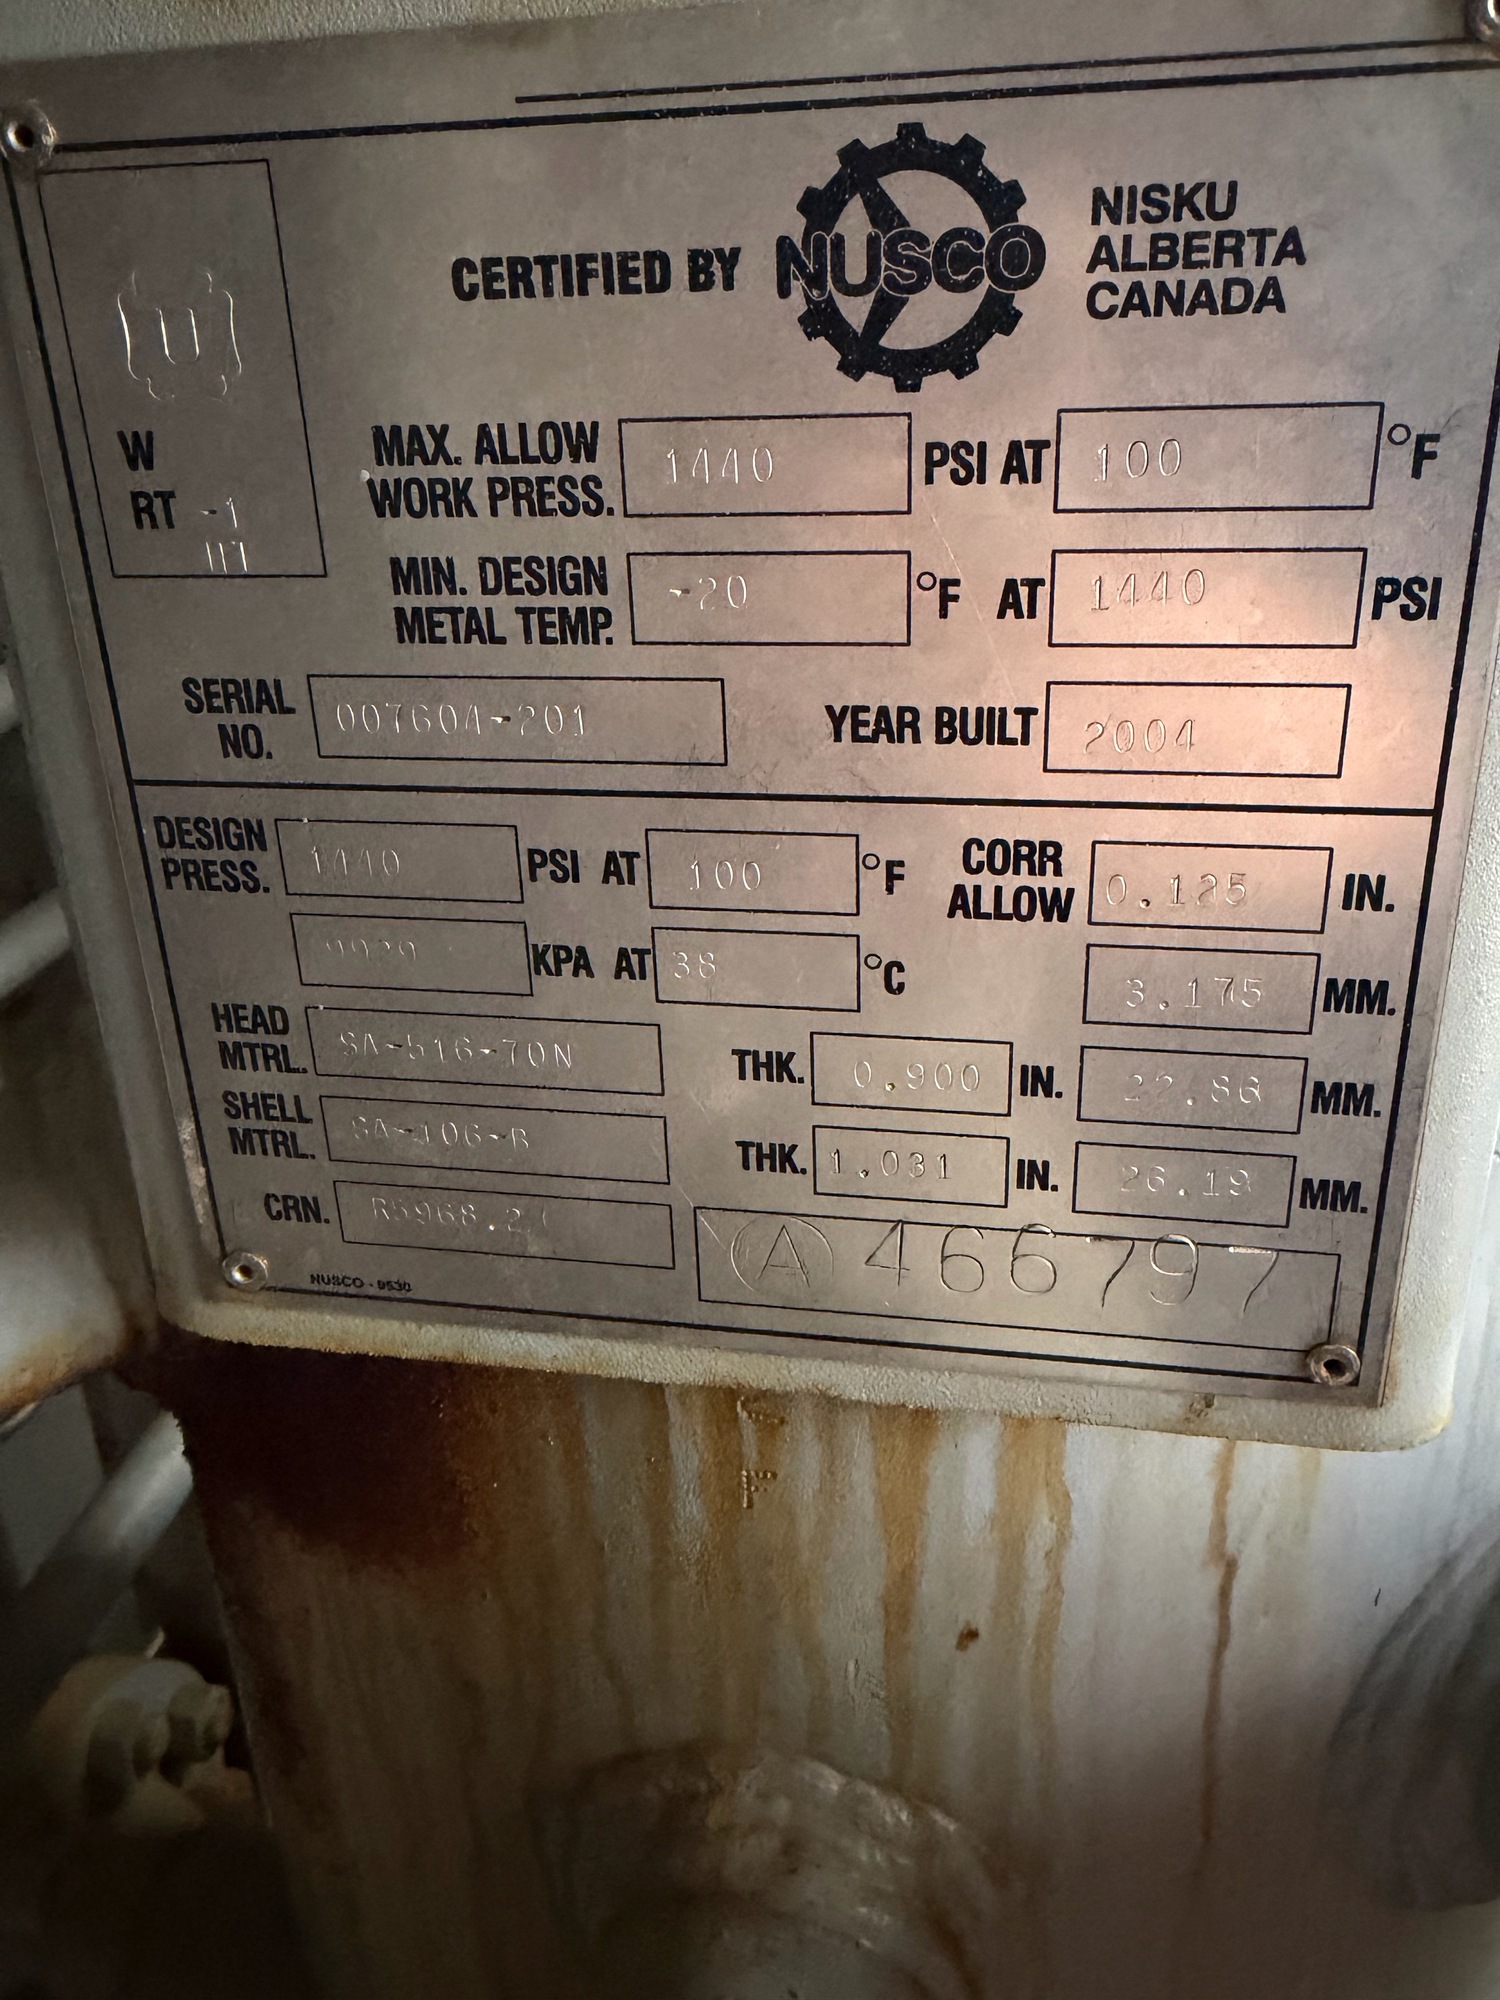 CERTIFIED BY NUSCO NISKU ALBERTA CANADA
U
W
RT -1
HT
MAX. ALLOW WORK PRESS. 1440 PSI AT 100 °F
MIN. DESIGN METAL TEMP. -20 °F AT 1440 PSI
SERIAL NO. 00760A-201 YEAR BUILT 2004
DESIGN PRESS. 1440 PSI AT 100 °F CORR ALLOW 0.125 IN.
9929 KPA AT 38 °C 3.175 MM.
HEAD MTRL. SA-516-70N THK. 0.900 IN. 22.86 MM.
SHELL MTRL. SA-106-B THK. 1.031 IN. 26.19 MM.
CRN.
A 466797
NUSCO - 9530
F